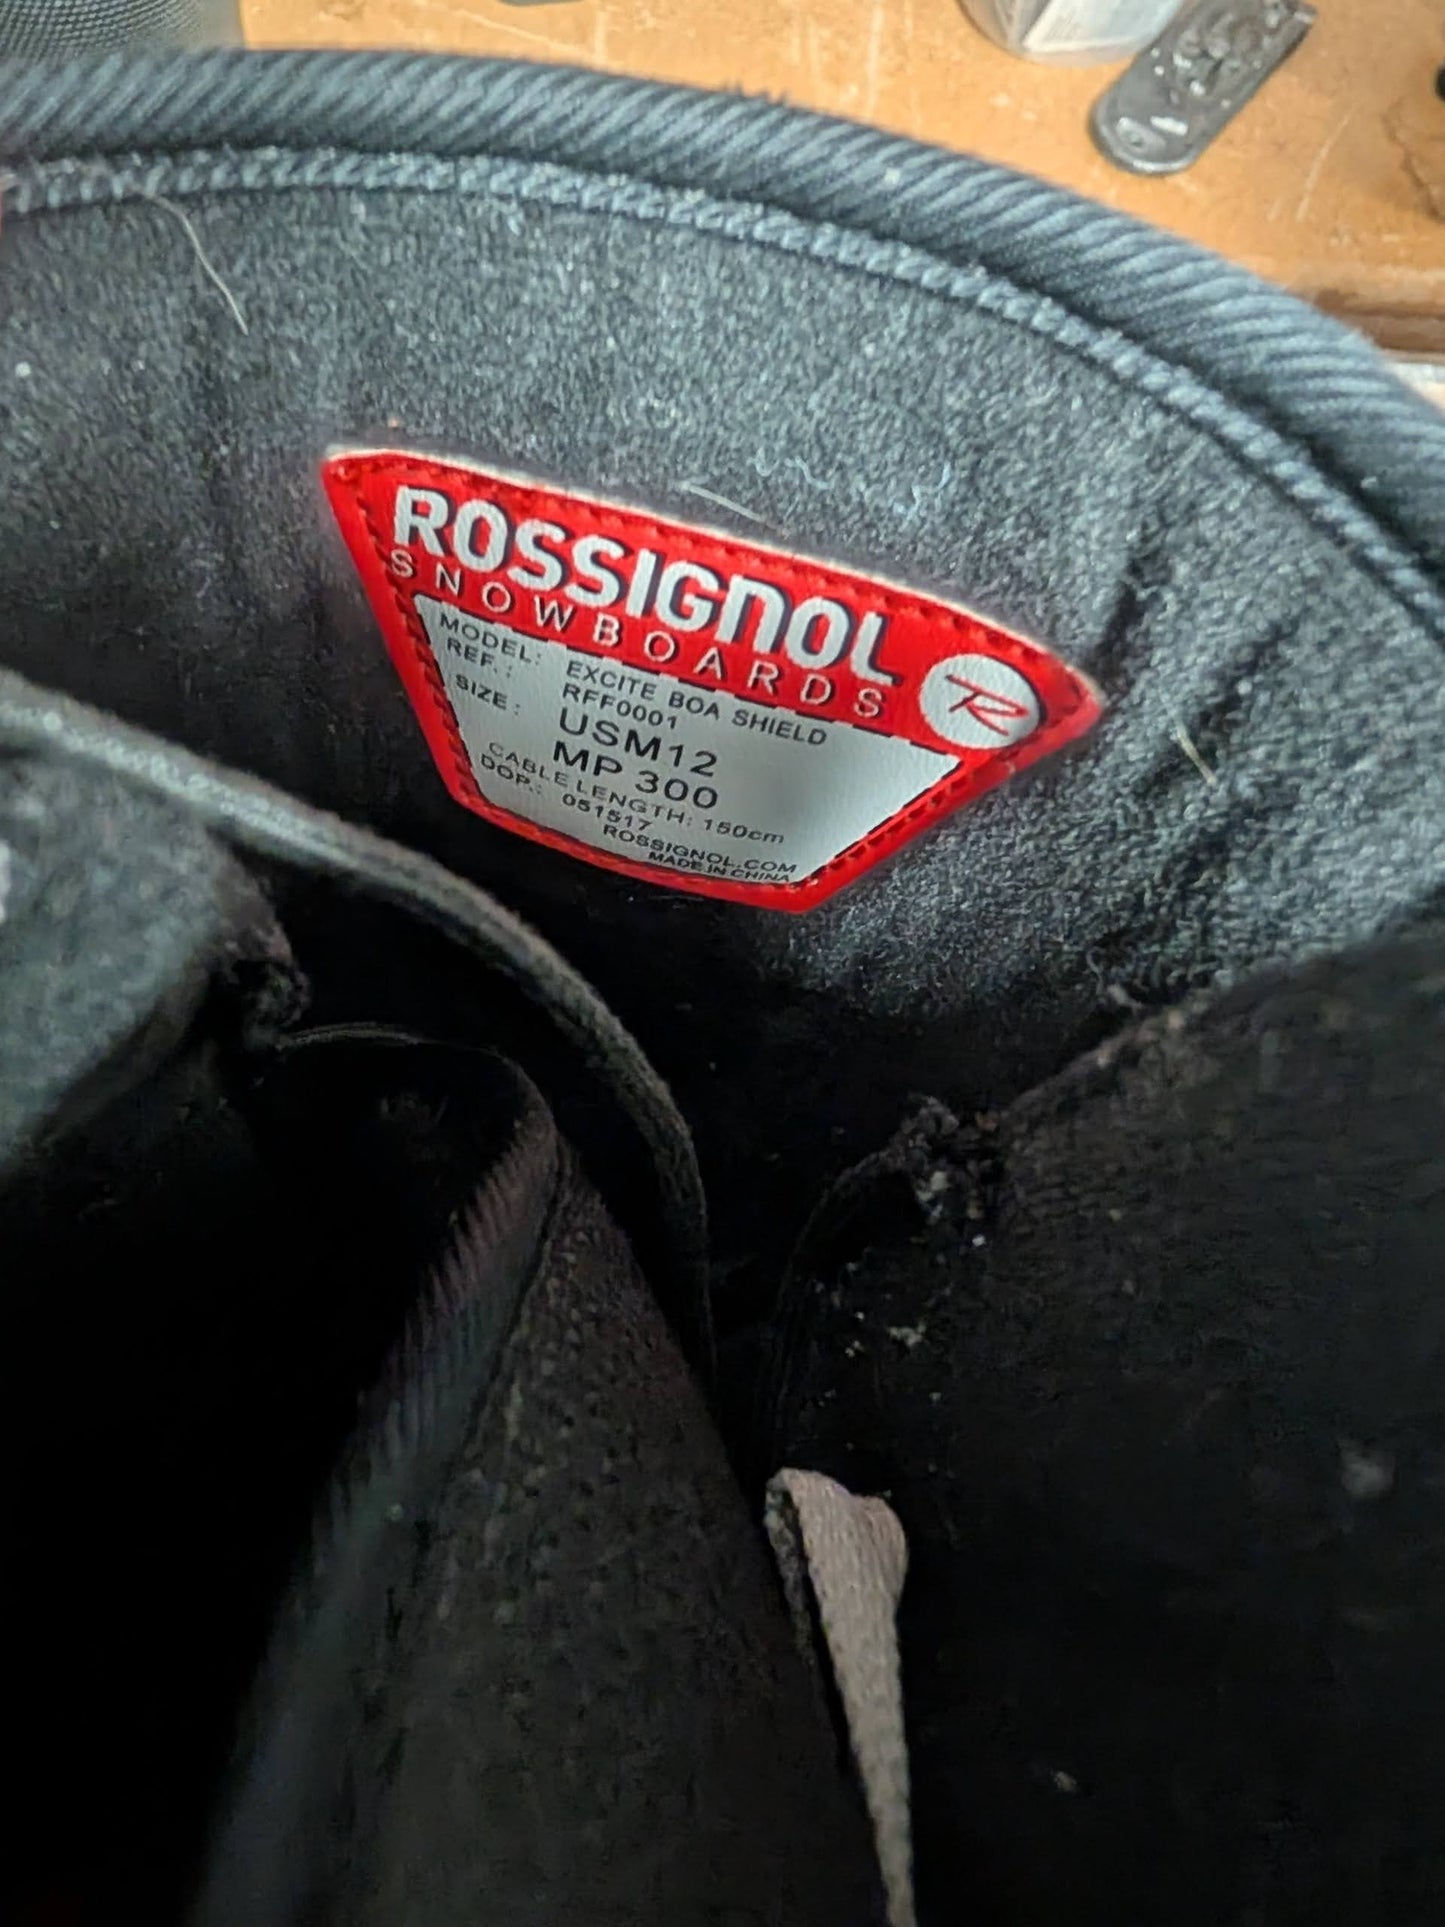 ROSSIGNOL
SNOWBOARDS
R
MODEL: EXCITE BOA SHIELD
REF.: RFF0001
SIZE: USM12
MP 300
CABLE LENGTH: 150cm
DOP.: 051517
ROSSIGNOL.COM
MADE IN CHINA